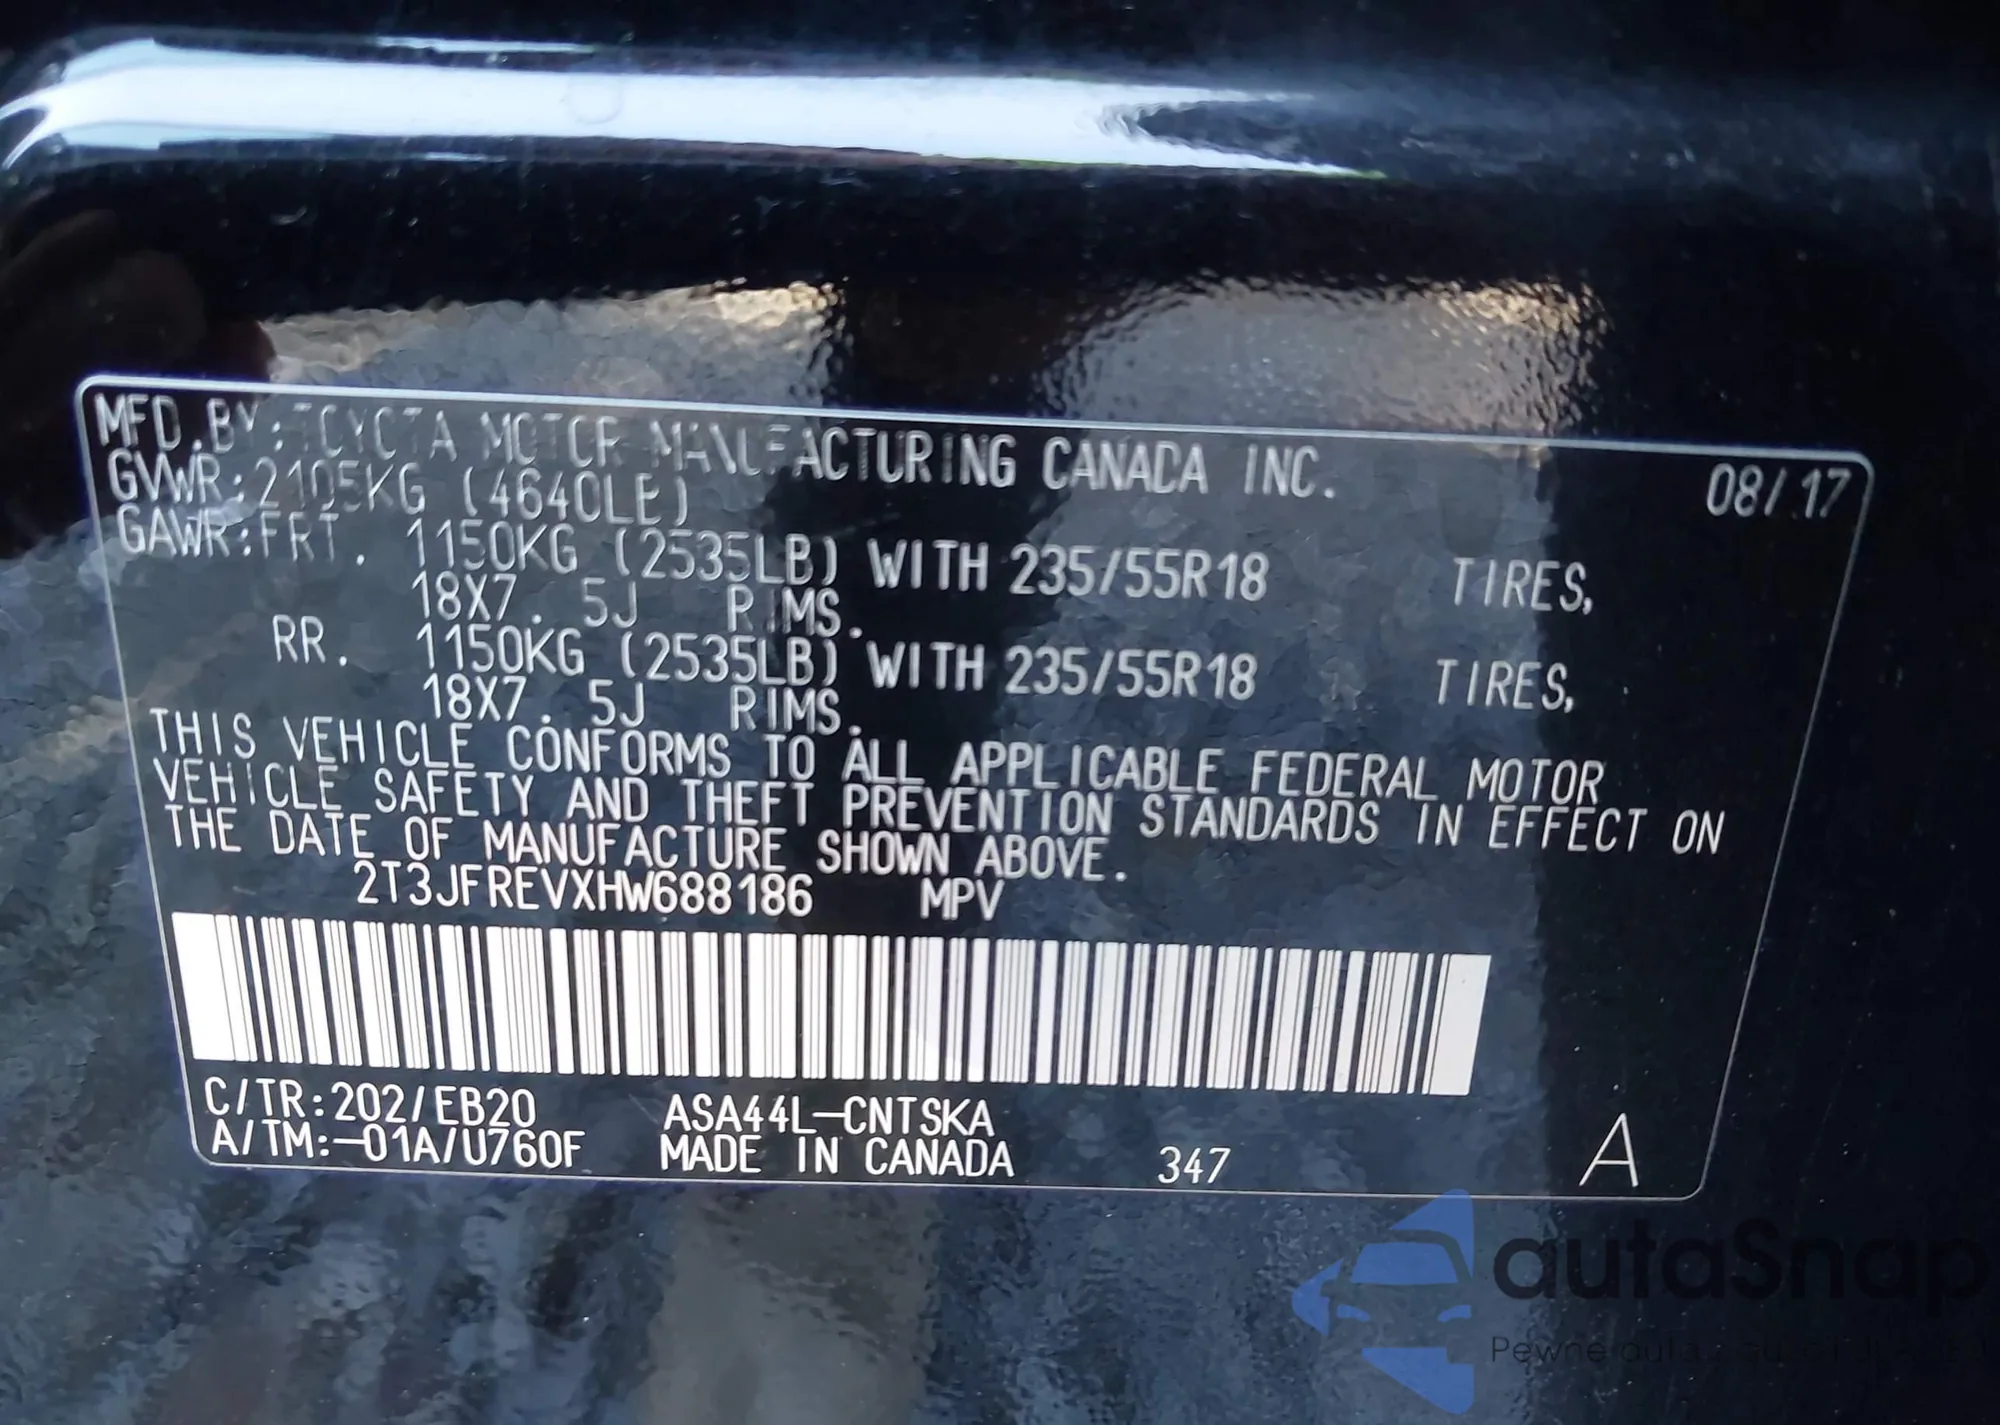 MFD.BY:TOYOTA MOTOR MANUFACTURING CANADA INC. 08/17
GVWR:2105KG (4640LB)
GAWR:FRT. 1150KG (2535LB) WITH 235/55R18 TIRES,
18X7.5J RIMS.
RR. 1150KG (2535LB) WITH 235/55R18 TIRES,
18X7.5J RIMS.
THIS VEHICLE CONFORMS TO ALL APPLICABLE FEDERAL MOTOR
VEHICLE SAFETY AND THEFT PREVENTION STANDARDS IN EFFECT ON
THE DATE OF MANUFACTURE SHOWN ABOVE.
2T3JFREVXHW688186 MPV
C/TR:202/EB20 ASA44L-CNTSKA
A/TM:-01A/U760F MADE IN CANADA 347 A
autaSnap
Pewne auta